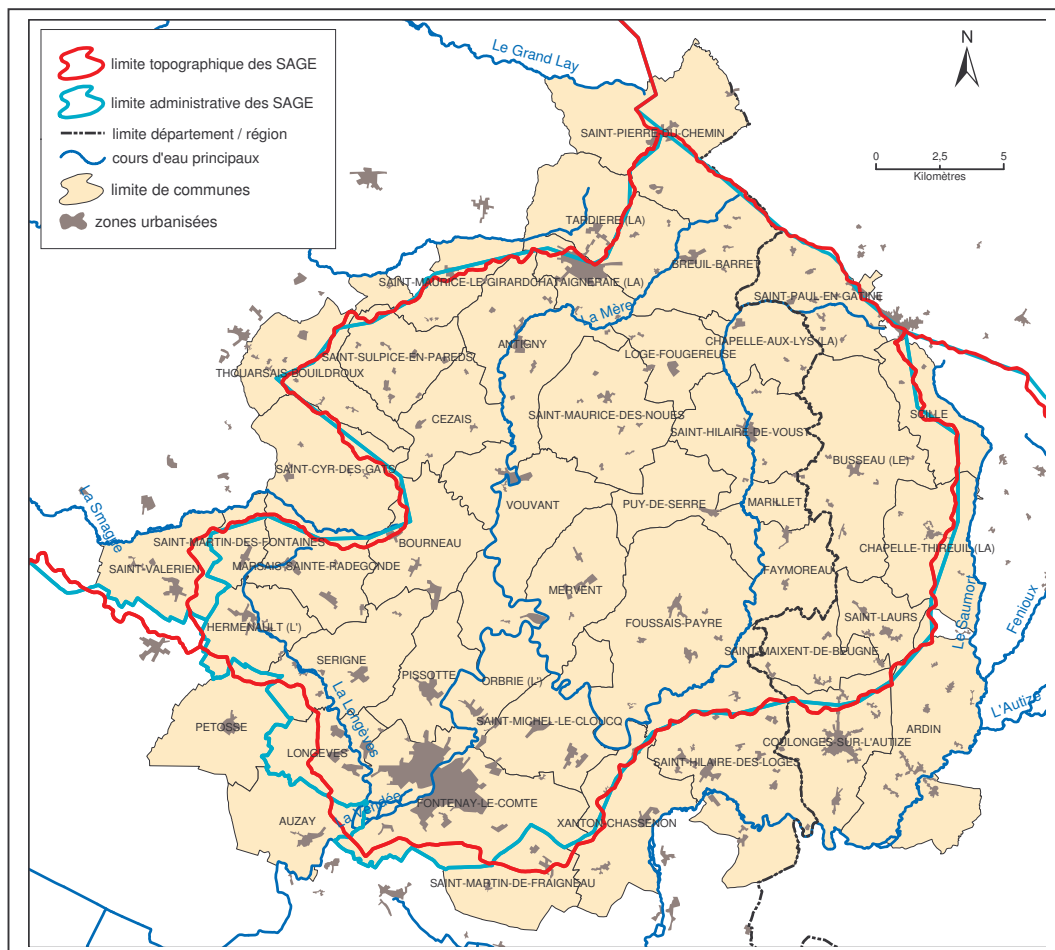 limite topographique des SAGE
limite administrative des SAGE
limite département / région
cours d'eau principaux
limite de communes
zones urbanisées
N
0 2,5 5
Kilomètres
Le Grand Lay
SAINT-PIERRE-DU-CHEMIN
TARDIERE (LA)
BREUIL-BARRET
SAINT-MAURICE-LE-GIRARD
CHATAIGNERAIE (LA)
SAINT-PAUL-EN-GATINE
La Mère
ANTIGNY
CHAPELLE-AUX-LYS (LA)
SAINT-SULPICE-EN-PAREDS
LOGE-FOUGEREUSE
THOUARSAIS-BOUILDROUX
CEZAIS
SAINT-MAURICE-DES-NOUES
SCILLE
SAINT-HILAIRE-DE-VOUST
SAINT-CYR-DES-GATS
BUSSEAU (LE)
La Smagne
VOUVANT
PUY-DE-SERRE
MARILLET
SAINT-MARTIN-DES-FONTAINES
BOURNEAU
CHAPELLE-THIREUIL (LA)
SAINT-VALERIEN
MARSAIS-SAINTE-RADEGONDE
FAYMOREAU
MERVENT
Le Saumort
Fenioux
HERMENAULT (L')
FOUSSAIS-PAYRE
SAINT-LAURS
SERIGNE
SAINT-MAIXENT-DE-BEUGNE
PISSOTTE
ORBRIE (L')
La Longèves
L'Autize
PETOSSE
SAINT-MICHEL-LE-CLOUCQ
ARDIN
COULONGES-SUR-L'AUTIZE
LONGEVES
SAINT-HILAIRE-DES-LOGES
La Vendée
FONTENAY-LE-COMTE
AUZAY
XANTON-CHASSENON
SAINT-MARTIN-DE-FRAIGNEAU